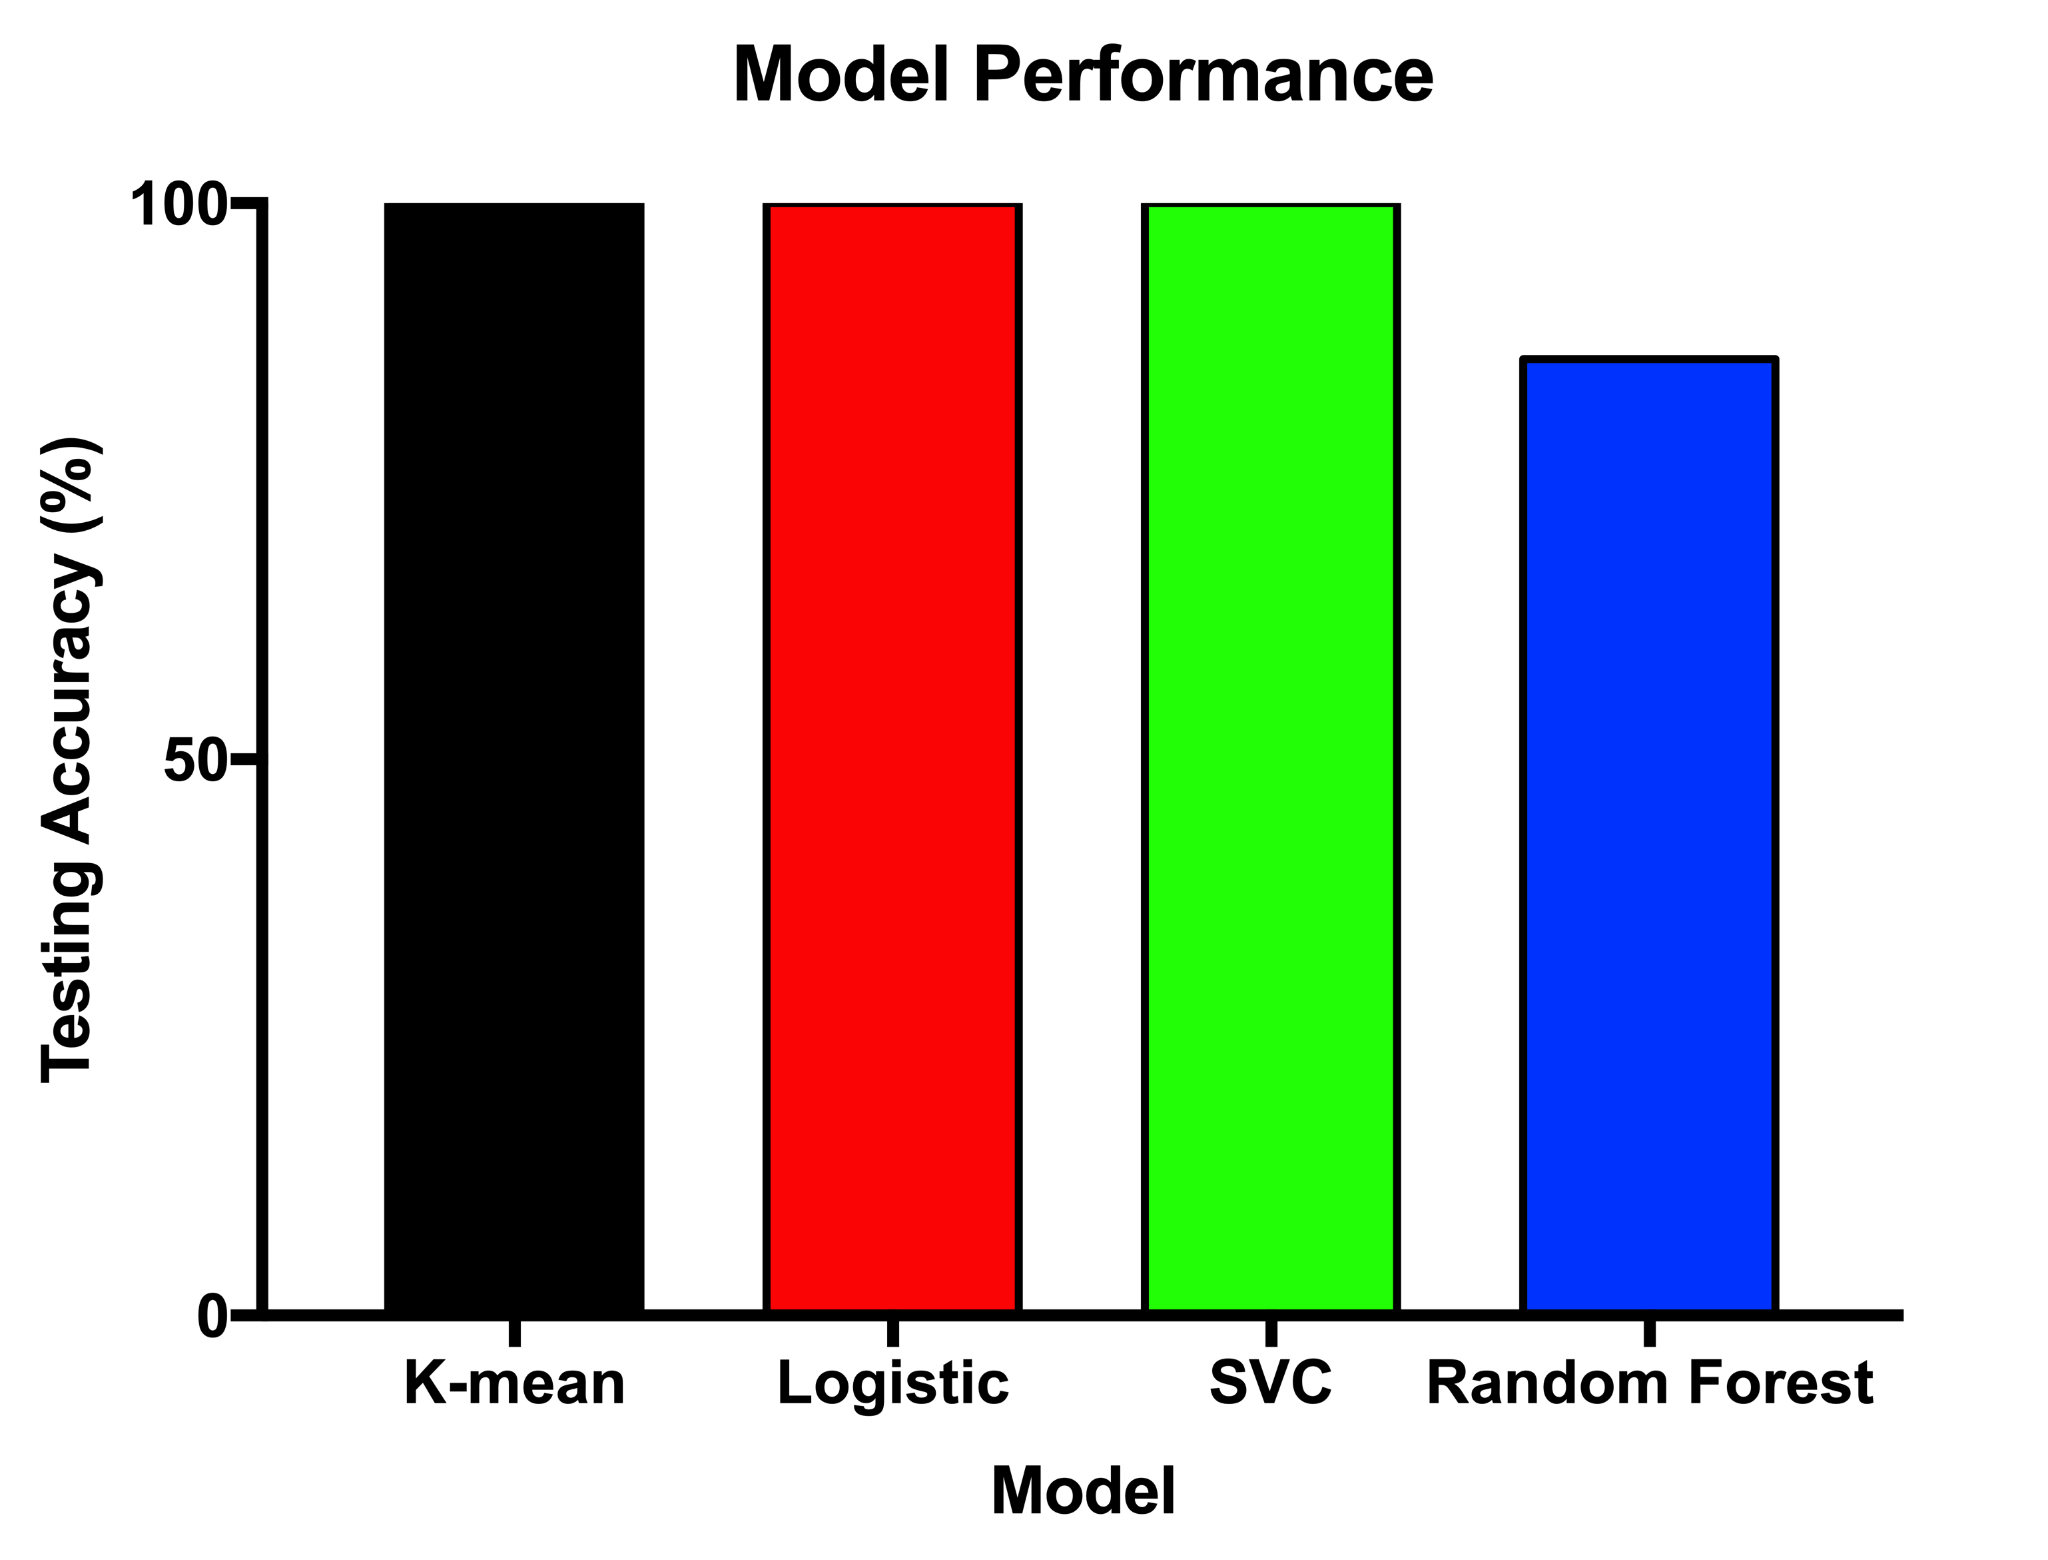 Model Performance
100
50
0
Testing Accuracy (%)
K-mean
Logistic
SVC
Random Forest
Model